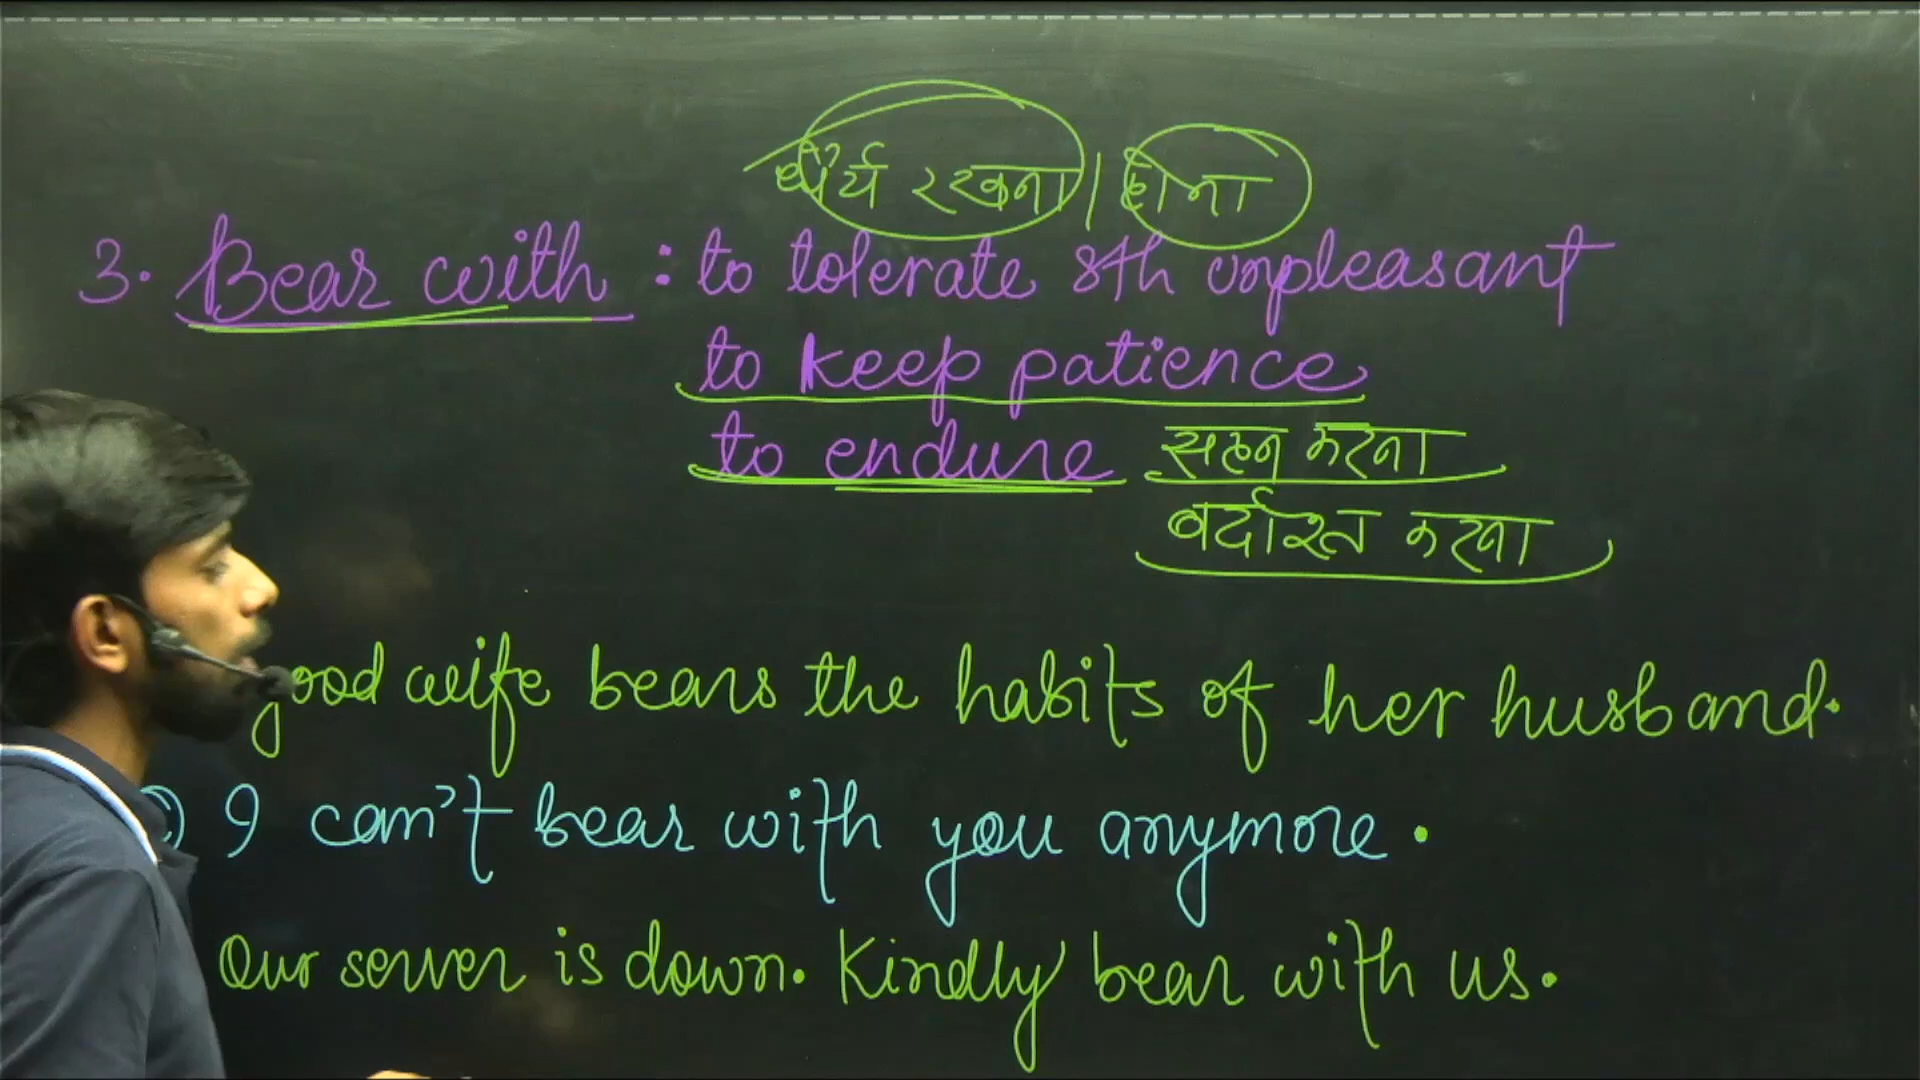 धैर्य रखना | होना
3. Bear with : to tolerate sth unpleasant
to keep patience
to endure सहन करना
बर्दास्त करना
good wife bears the habits of her husband.
I can't bear with you anymore.
Our server is down. Kindly bear with us.